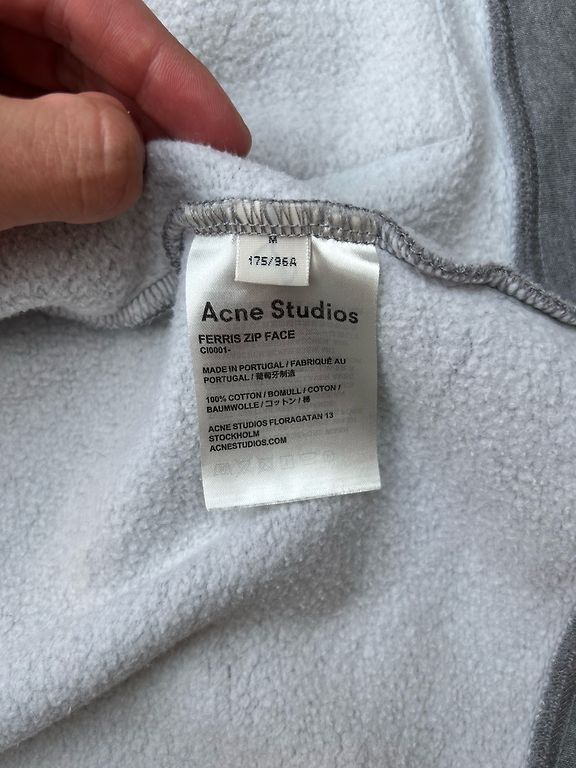 M
175/96A
Acne Studios
FERRIS ZIP FACE
CI0001-
MADE IN PORTUGAL / FABRIQUÉ AU
PORTUGAL / 葡萄牙制造
100% COTTON / BOMULL / COTON /
BAUMWOLLE / コットン / 棉
ACNE STUDIOS FLORAGATAN 13
STOCKHOLM
ACNESTUDIOS.COM